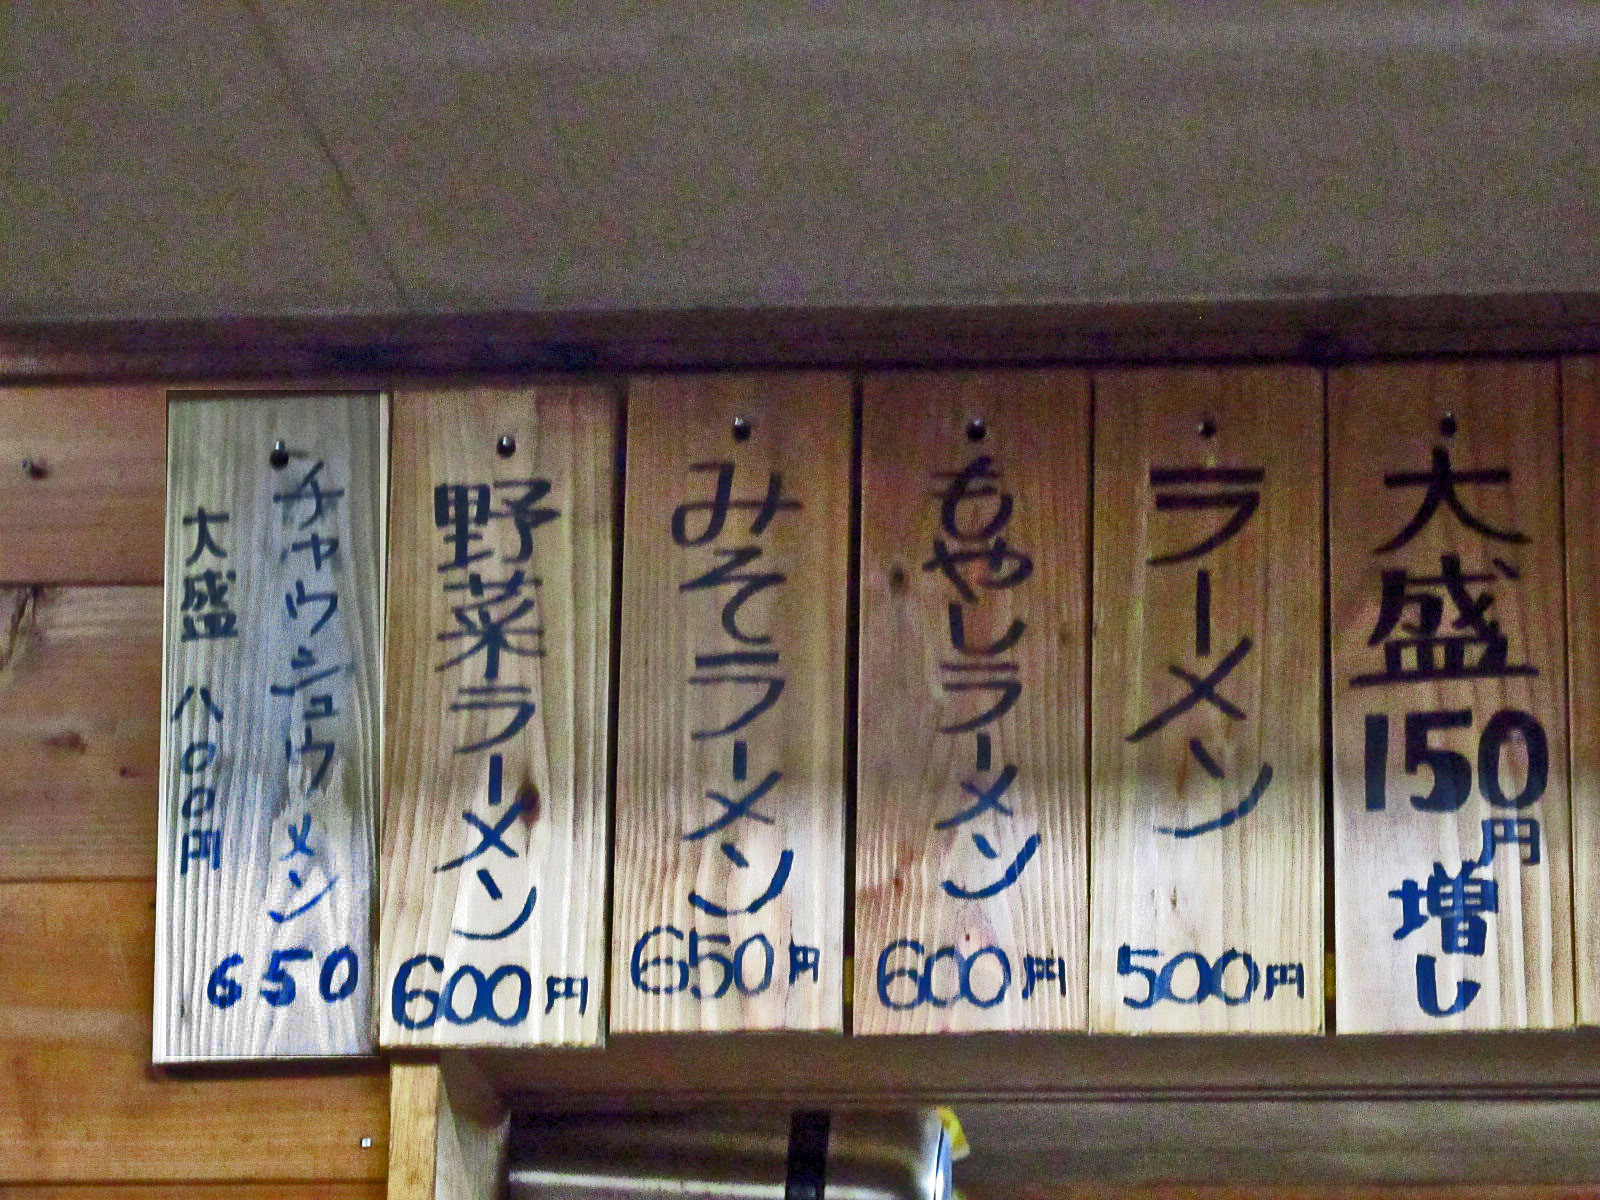 大盛150円増し
ラーメン
500円
もやしラーメン
600円
みそラーメン
650円
野菜ラーメン
600円
チャウシュウメン
大盛 八〇〇円
650